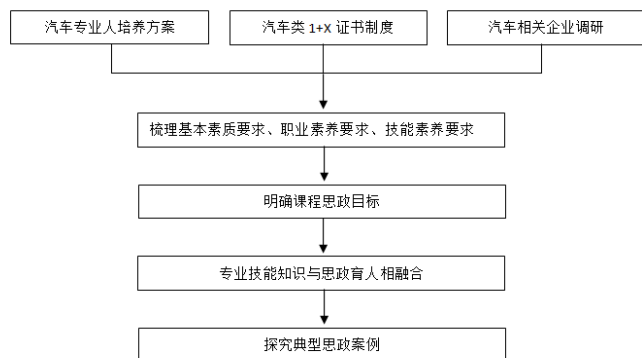 汽车专业人培养方案
汽车类 1+X 证书制度
汽车相关企业调研
梳理基本素质要求、职业素养要求、技能素养要求
明确课程思政目标
专业技能知识与思政育人相融合
探究典型思政案例